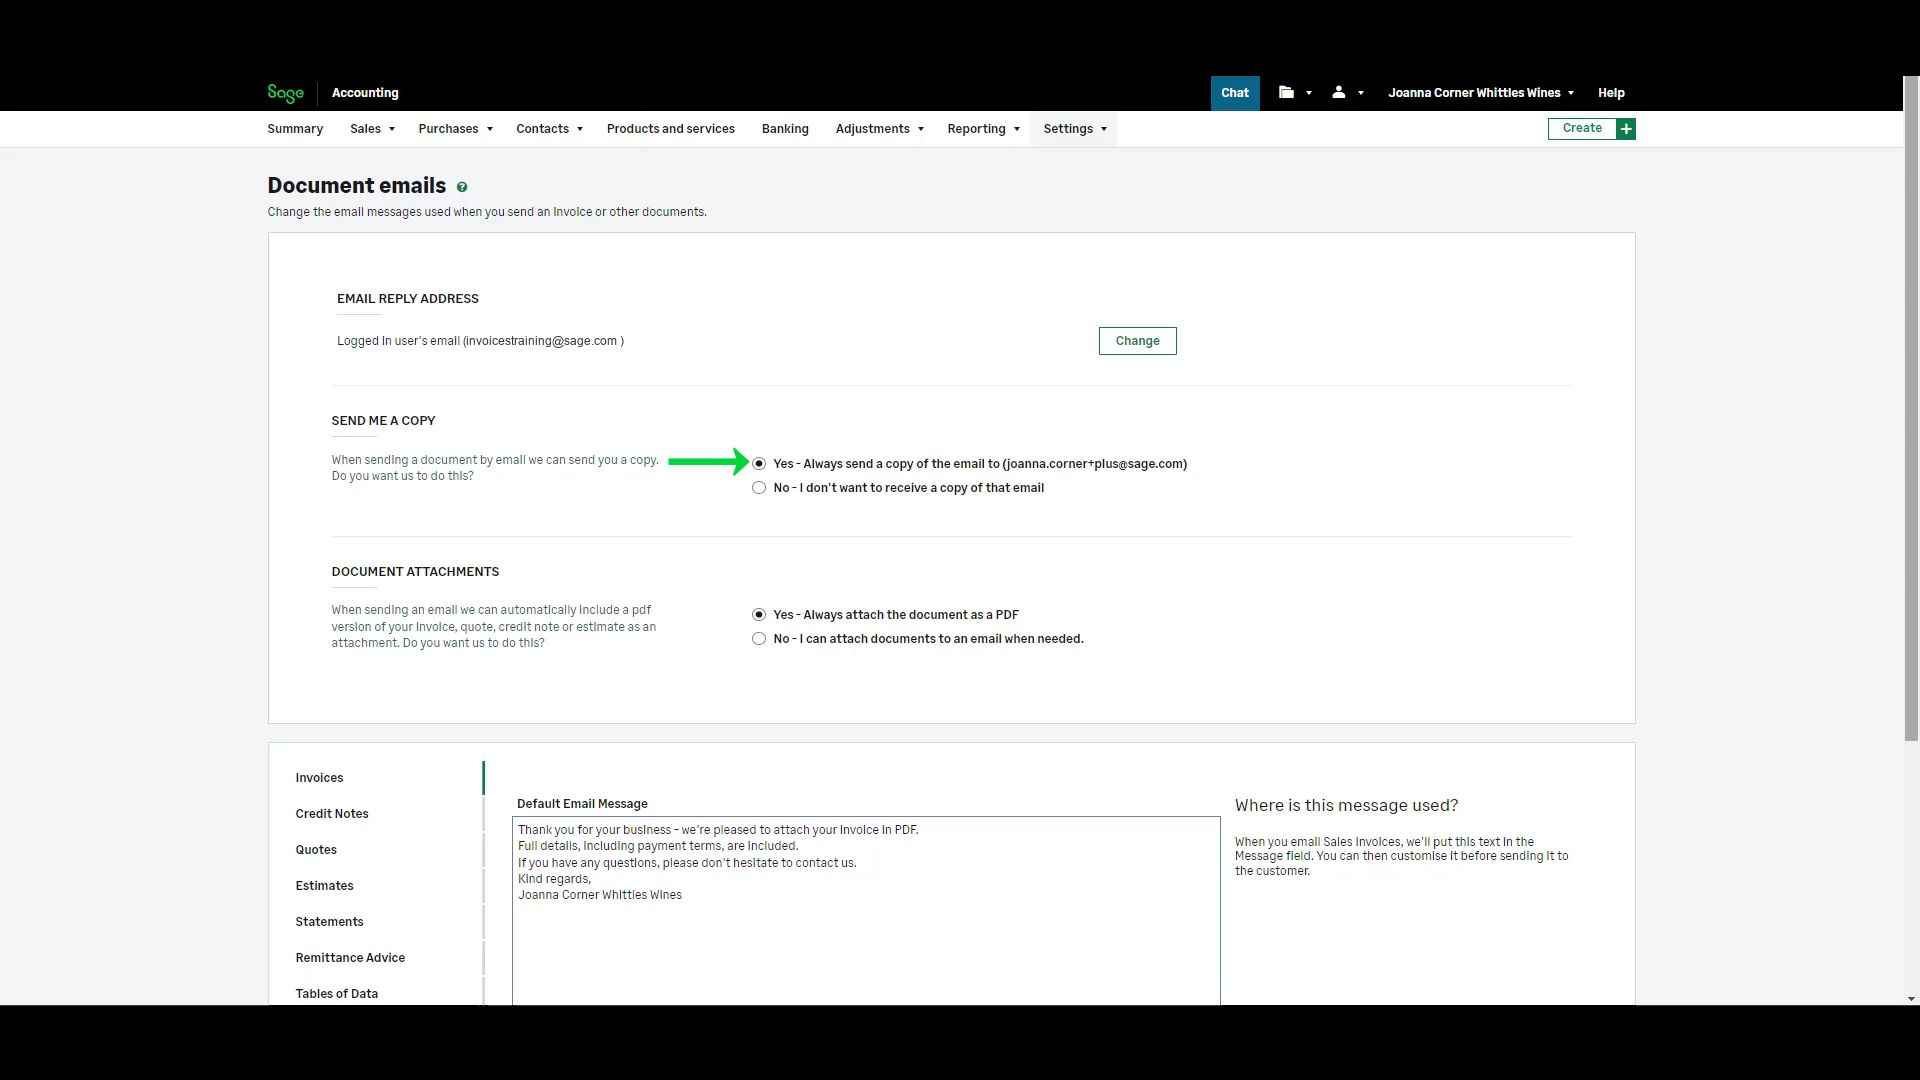 Sage
Accounting
Chat
Joanna Corner Whittles Wines
Help
Summary
Sales
Purchases
Contacts
Products and services
Banking
Adjustments
Reporting
Settings
Create +
Document emails ?
Change the email messages used when you send an invoice or other documents.
EMAIL REPLY ADDRESS
Logged in user's email (invoicestraining@sage.com )
Change
SEND ME A COPY
When sending a document by email we can send you a copy.
Do you want us to do this?
Yes - Always send a copy of the email to (joanna.corner+plus@sage.com)
No - I don't want to receive a copy of that email
DOCUMENT ATTACHMENTS
When sending an email we can automatically include a pdf
version of your invoice, quote, credit note or estimate as an
attachment. Do you want us to do this?
Yes - Always attach the document as a PDF
No - I can attach documents to an email when needed.
Invoices
Credit Notes
Quotes
Estimates
Statements
Remittance Advice
Tables of Data
Default Email Message
Thank you for your business - we're pleased to attach your invoice in PDF.
Full details, including payment terms, are included.
If you have any questions, please don't hesitate to contact us.
Kind regards,
Joanna Corner Whittles Wines
Where is this message used?
When you email Sales Invoices, we'll put this text in the
Message field. You can then customise it before sending it to
the customer.